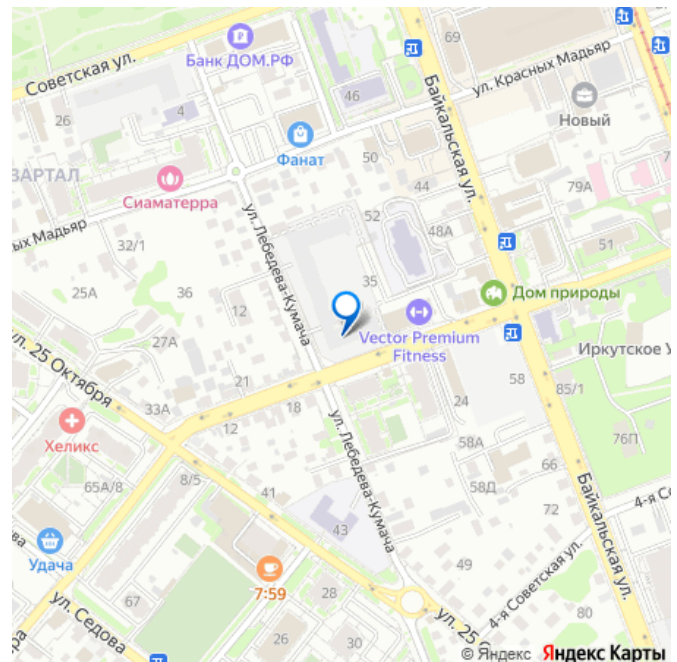 69
Банк ДОМ.РФ
Советская ул.
26
4
46
ул. Красных Мадьяр
Новый
Фанат
Байкальская ул.
50
ВАРТАЛ
Сиаматерра
44
79А
52
48А
51
ых Мадьяр
32/1
ул. Лебедева-Кумача
35
25А
36
12
Дом природы
Vector Premium
Fitness
Иркутское У
27А
ул. 25 Октября
21
58
85/1
33А
18
24
12
Хеликс
58А
76П
ул. Лебедева-Кумача
66
65А/8
8/5
41
58Д
Байкальская ул.
43
72
4-я Сов
Удача
49
7:59
4-я Советская ул.
67
28
80
ул. Седова
ул. 25 О
30
26
© Яндекс Яндекс Карты